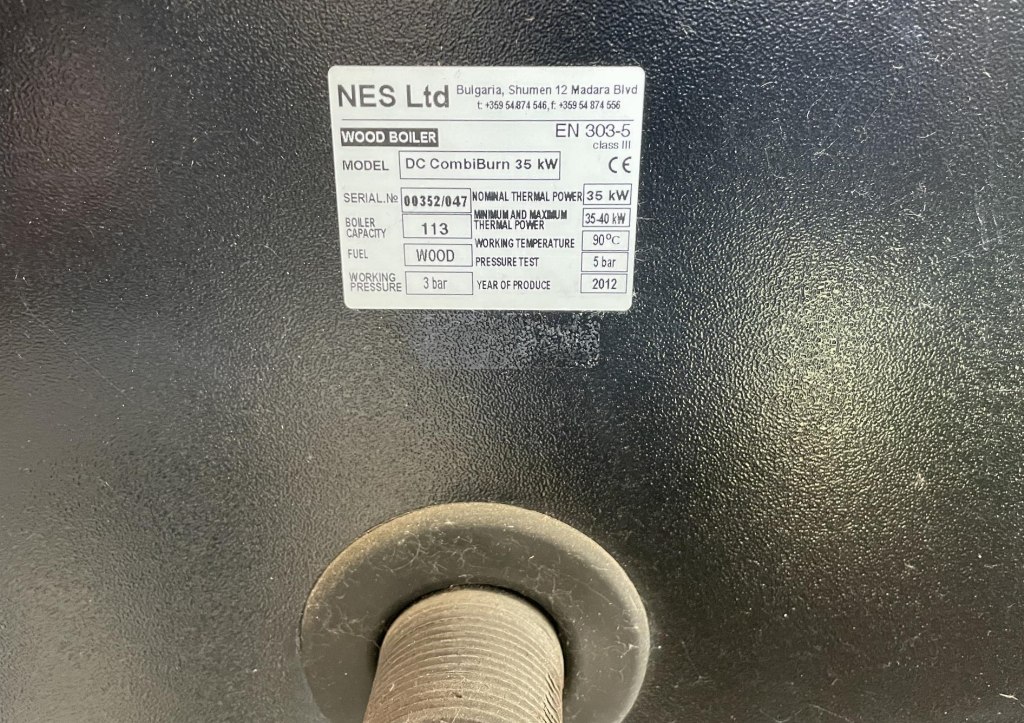 NES Ltd Bulgaria, Shumen 12 Madara Blvd
t: +359 54 874 546, f: +359 54 874 556
WOOD BOILER EN 303-5
class III
MODEL DC CombiBurn 35 kW CE
SERIAL.№ 00352/047 NOMINAL THERMAL POWER 35 kW
BOILER CAPACITY 113 MINIMUM AND MAXIMUM THERMAL POWER 35-40 kW
WORKING TEMPERATURE 90°C
FUEL WOOD PRESSURE TEST 5 bar
WORKING PRESSURE 3 bar YEAR OF PRODUCE 2012